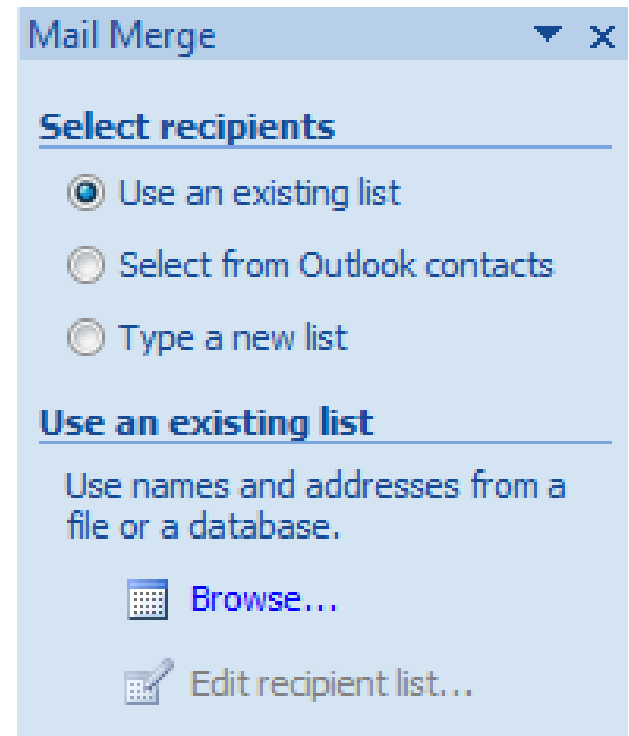 Mail Merge
Select recipients
Use an existing list
Select from Outlook contacts
Type a new list
Use an existing list
Use names and addresses from a
file or a database.
Browse...
Edit recipient list...